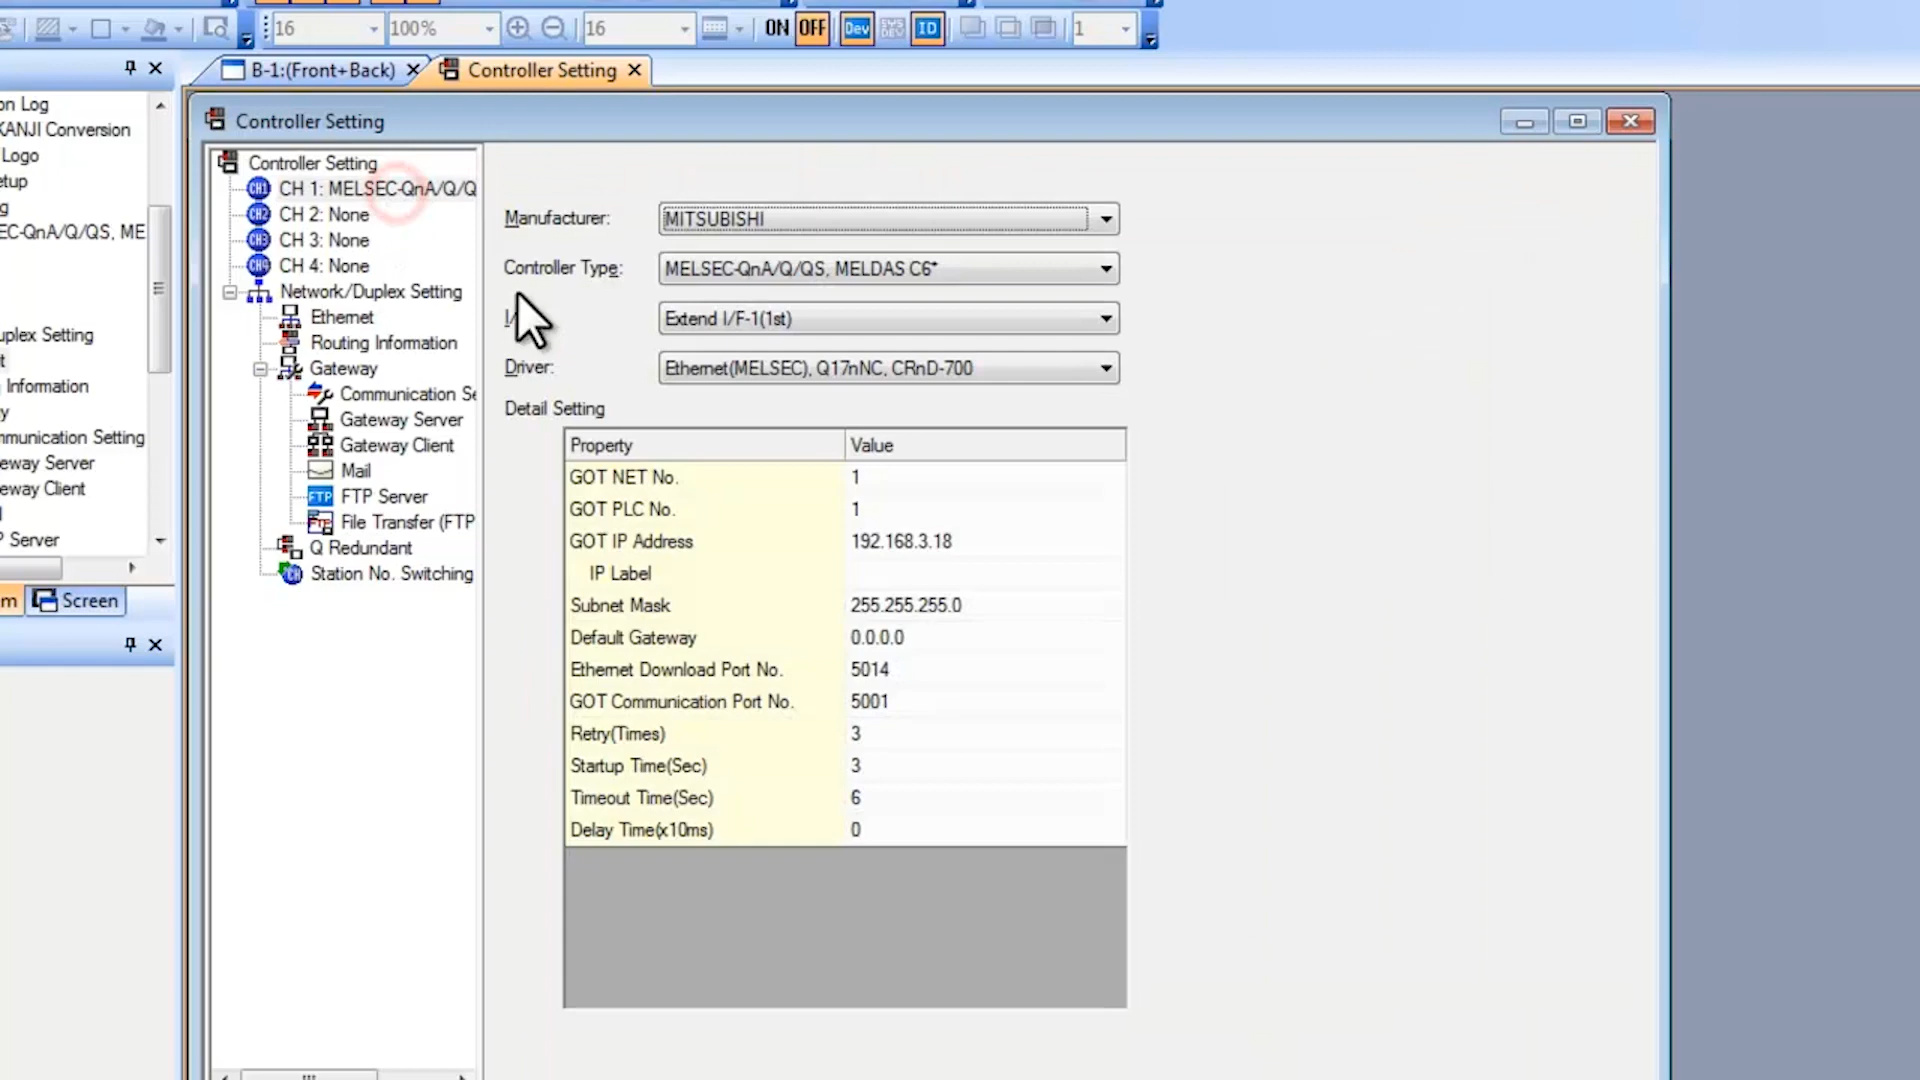 16
100%
16
ON
OFF
Dev
ID
1
B-1:(Front+Back)
Controller Setting
on Log
KANJI Conversion
Logo
etup
g
EC-QnA/Q/QS, ME
uplex Setting
t
Information
y
mmunication Setting
eway Server
eway Client
l
P Server
m
Screen
Controller Setting
Controller Setting
CH1 CH 1: MELSEC-QnA/Q/Q
CH2 CH 2: None
CH3 CH 3: None
CH4 CH 4: None
Network/Duplex Setting
Ethernet
Routing Information
Gateway
Communication Se
Gateway Server
Gateway Client
Mail
FTP FTP Server
File Transfer (FTP
Q Redundant
CH Station No. Switching
Manufacturer: MITSUBISHI
Controller Type: MELSEC-QnA/Q/QS, MELDAS C6*
I/ Extend I/F-1(1st)
Driver: Ethernet(MELSEC), Q17nNC, CRnD-700
Detail Setting
Property Value
GOT NET No. 1
GOT PLC No. 1
GOT IP Address 192.168.3.18
IP Label
Subnet Mask 255.255.255.0
Default Gateway 0.0.0.0
Ethernet Download Port No. 5014
GOT Communication Port No. 5001
Retry(Times) 3
Startup Time(Sec) 3
Timeout Time(Sec) 6
Delay Time(x10ms) 0